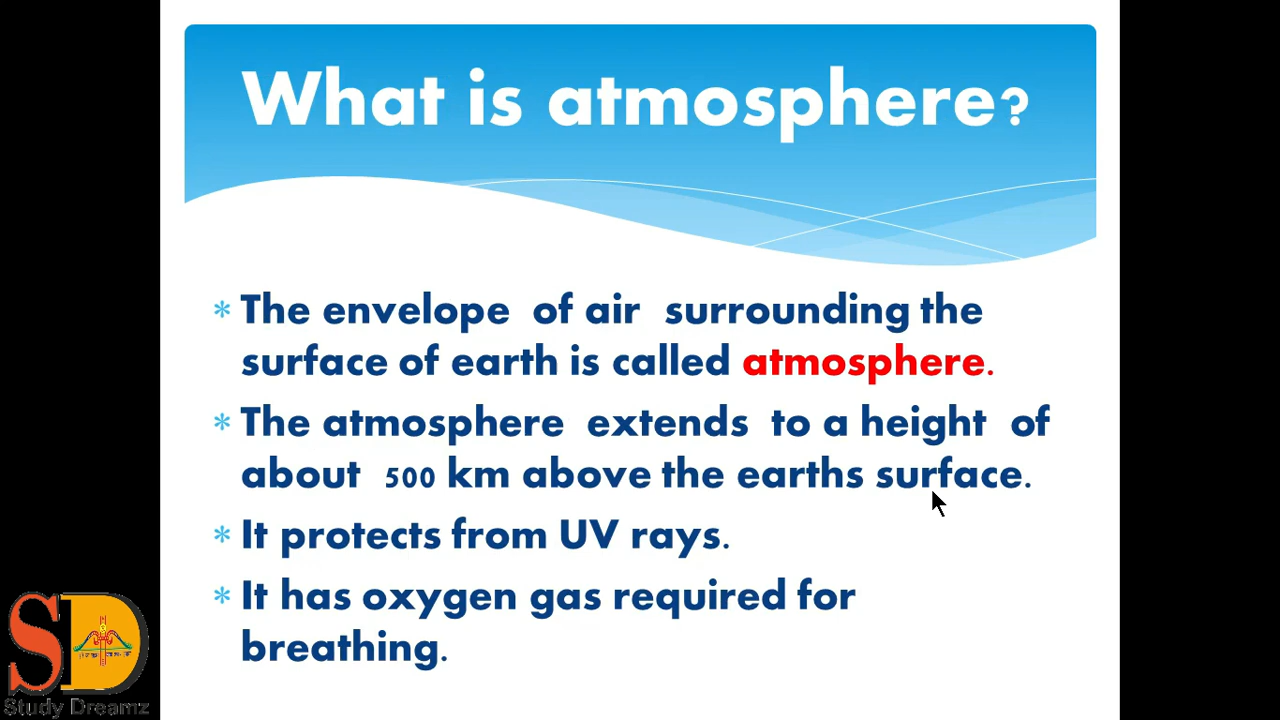 What is atmosphere?
* The envelope of air surrounding the
surface of earth is called atmosphere.
* The atmosphere extends to a height of
about 500 km above the earths surface.
* It protects from UV rays.
* It has oxygen gas required for
breathing.
SD
Study Dreamz